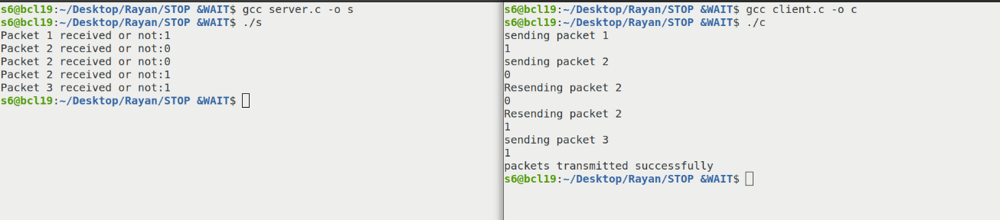 s6@bcl19:~/Desktop/Rayan/STOP &WAIT$ gcc server.c -o s
s6@bcl19:~/Desktop/Rayan/STOP &WAIT$ ./s
Packet 1 received or not:1
Packet 2 received or not:0
Packet 2 received or not:0
Packet 2 received or not:1
Packet 3 received or not:1
s6@bcl19:~/Desktop/Rayan/STOP &WAIT$
s6@bcl19:~/Desktop/Rayan/STOP &WAIT$ gcc client.c -o c
s6@bcl19:~/Desktop/Rayan/STOP &WAIT$ ./c
sending packet 1
1
sending packet 2
0
Resending packet 2
0
Resending packet 2
1
sending packet 3
1
packets transmitted successfully
s6@bcl19:~/Desktop/Rayan/STOP &WAIT$